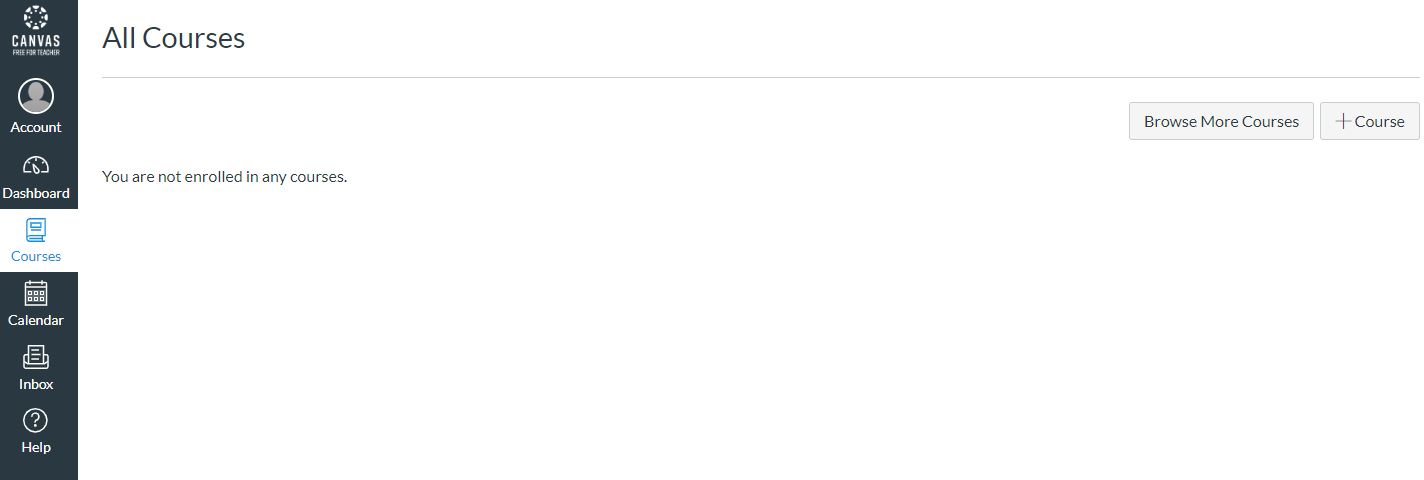 CANVAS
FREE FOR TEACHER
Account
Dashboard
Courses
Calendar
Inbox
Help
All Courses
Browse More Courses
+ Course
You are not enrolled in any courses.